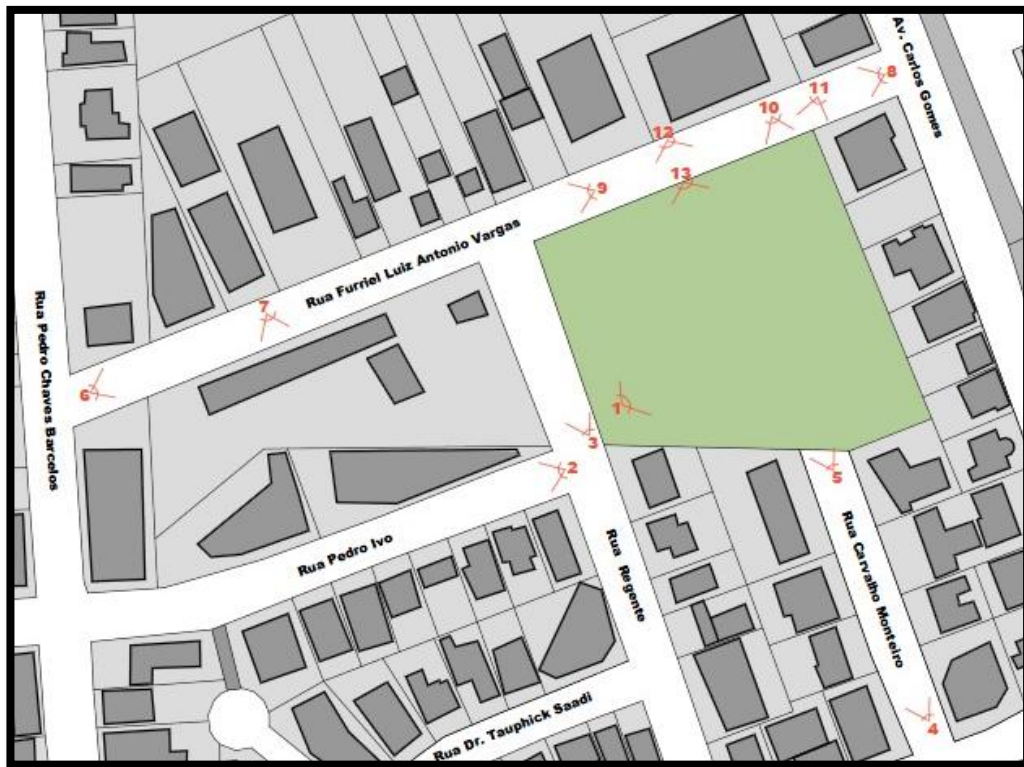 Av. Carlos Gomes
8
11
10
12
13
9
Rua Furriel Luiz Antonio Vargas
7
6
Rua Pedro Chaves Barcelos
1
3
2
5
Rua Pedro Ivo
Rua Regente
Rua Carvalho Monteiro
4
Rua Dr. Tauphick Saadi